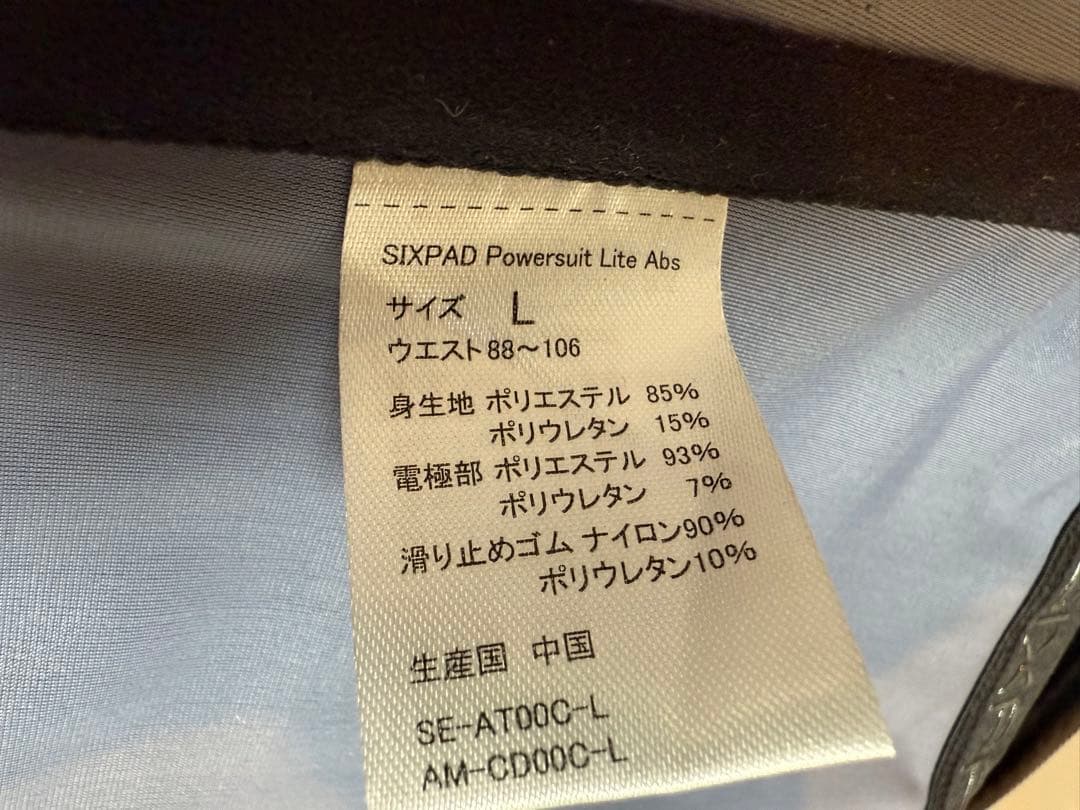 SIXPAD Powersuit Lite Abs
サイズ L
ウエスト88～106
身生地 ポリエステル 85%
ポリウレタン 15%
電極部 ポリエステル 93%
ポリウレタン 7%
滑り止めゴム ナイロン90%
ポリウレタン10%
生産国 中国
SE-AT00C-L
AM-CD00C-L